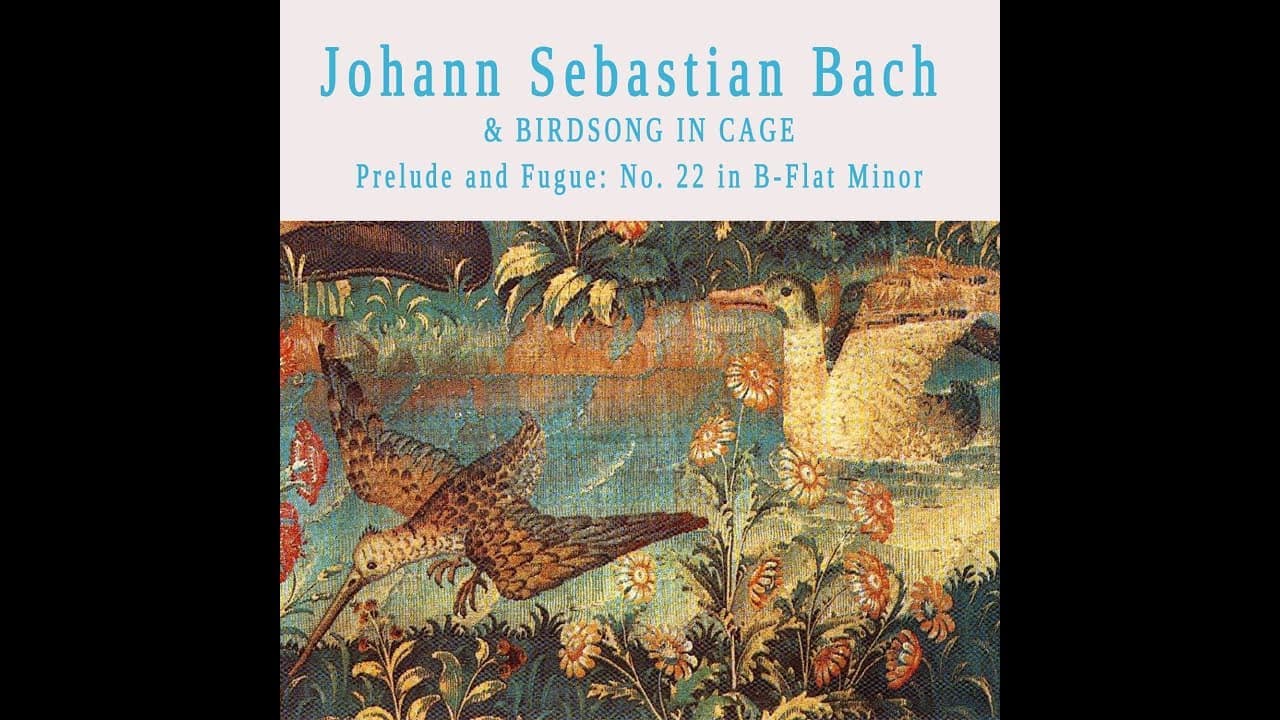 Johann Sebastian Bach
& BIRDSONG IN CAGE
Prelude and Fugue: No. 22 in B-Flat Minor